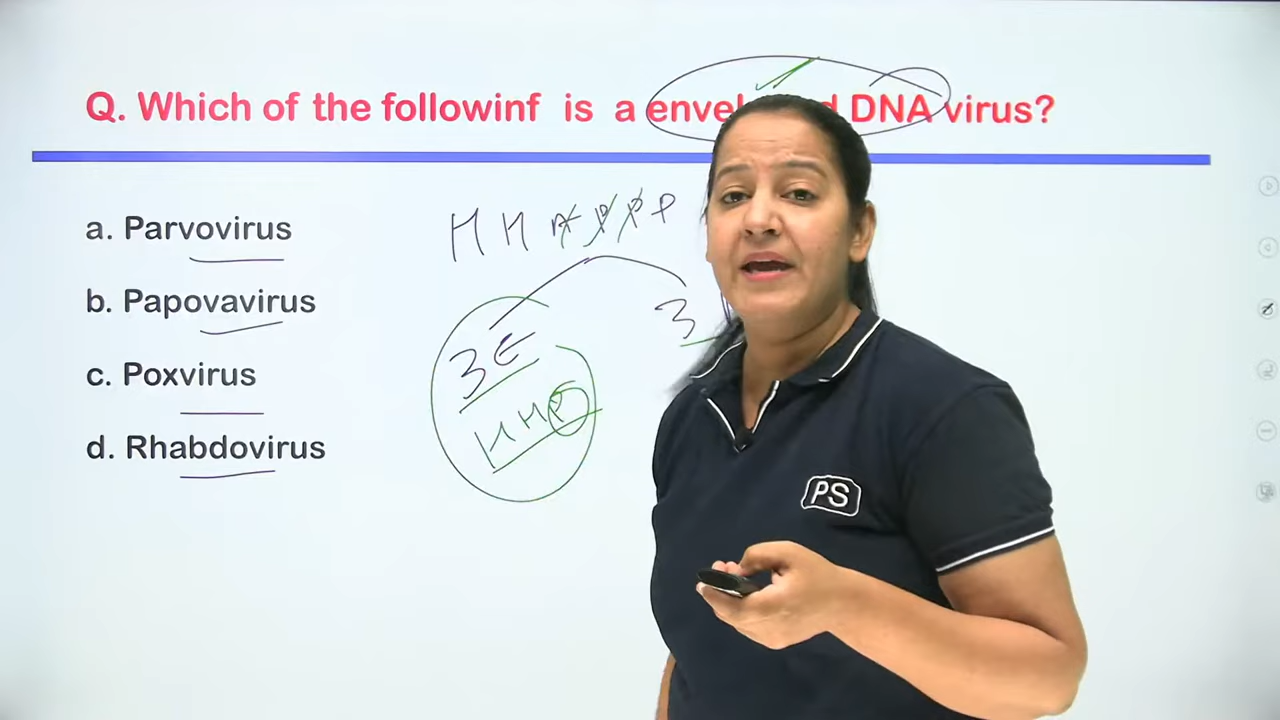 Q. Which of the followinf is a envel d DNA virus?
a. Parvovirus
H H A P P P
b. Papovavirus
3E
3
c. Poxvirus
HHP
d. Rhabdovirus
PS